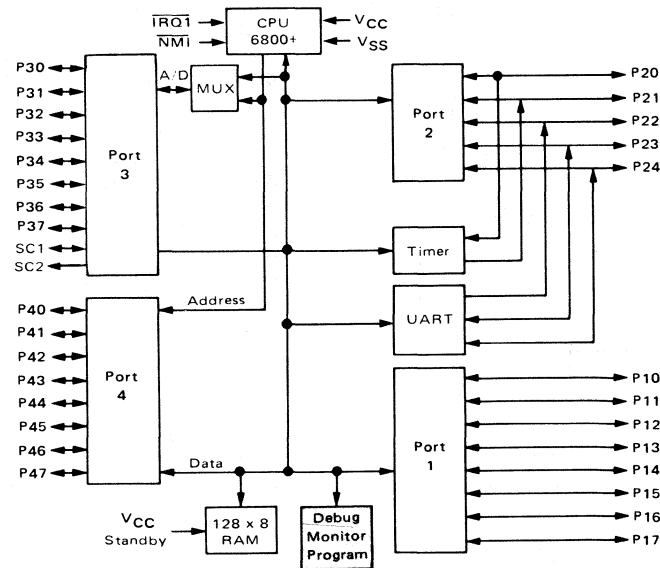 IRQ1
NMI
CPU
6800+
VCC
VSS
P30
P31
P32
P33
P34
P35
P36
P37
SC1
SC2
Port
3
A/D
MUX
Port
2
P20
P21
P22
P23
P24
Timer
UART
Address
P40
P41
P42
P43
P44
P45
P46
P47
Port
4
Data
Port
1
P10
P11
P12
P13
P14
P15
P16
P17
VCC
Standby
128 x 8
RAM
Debug
Monitor
Program